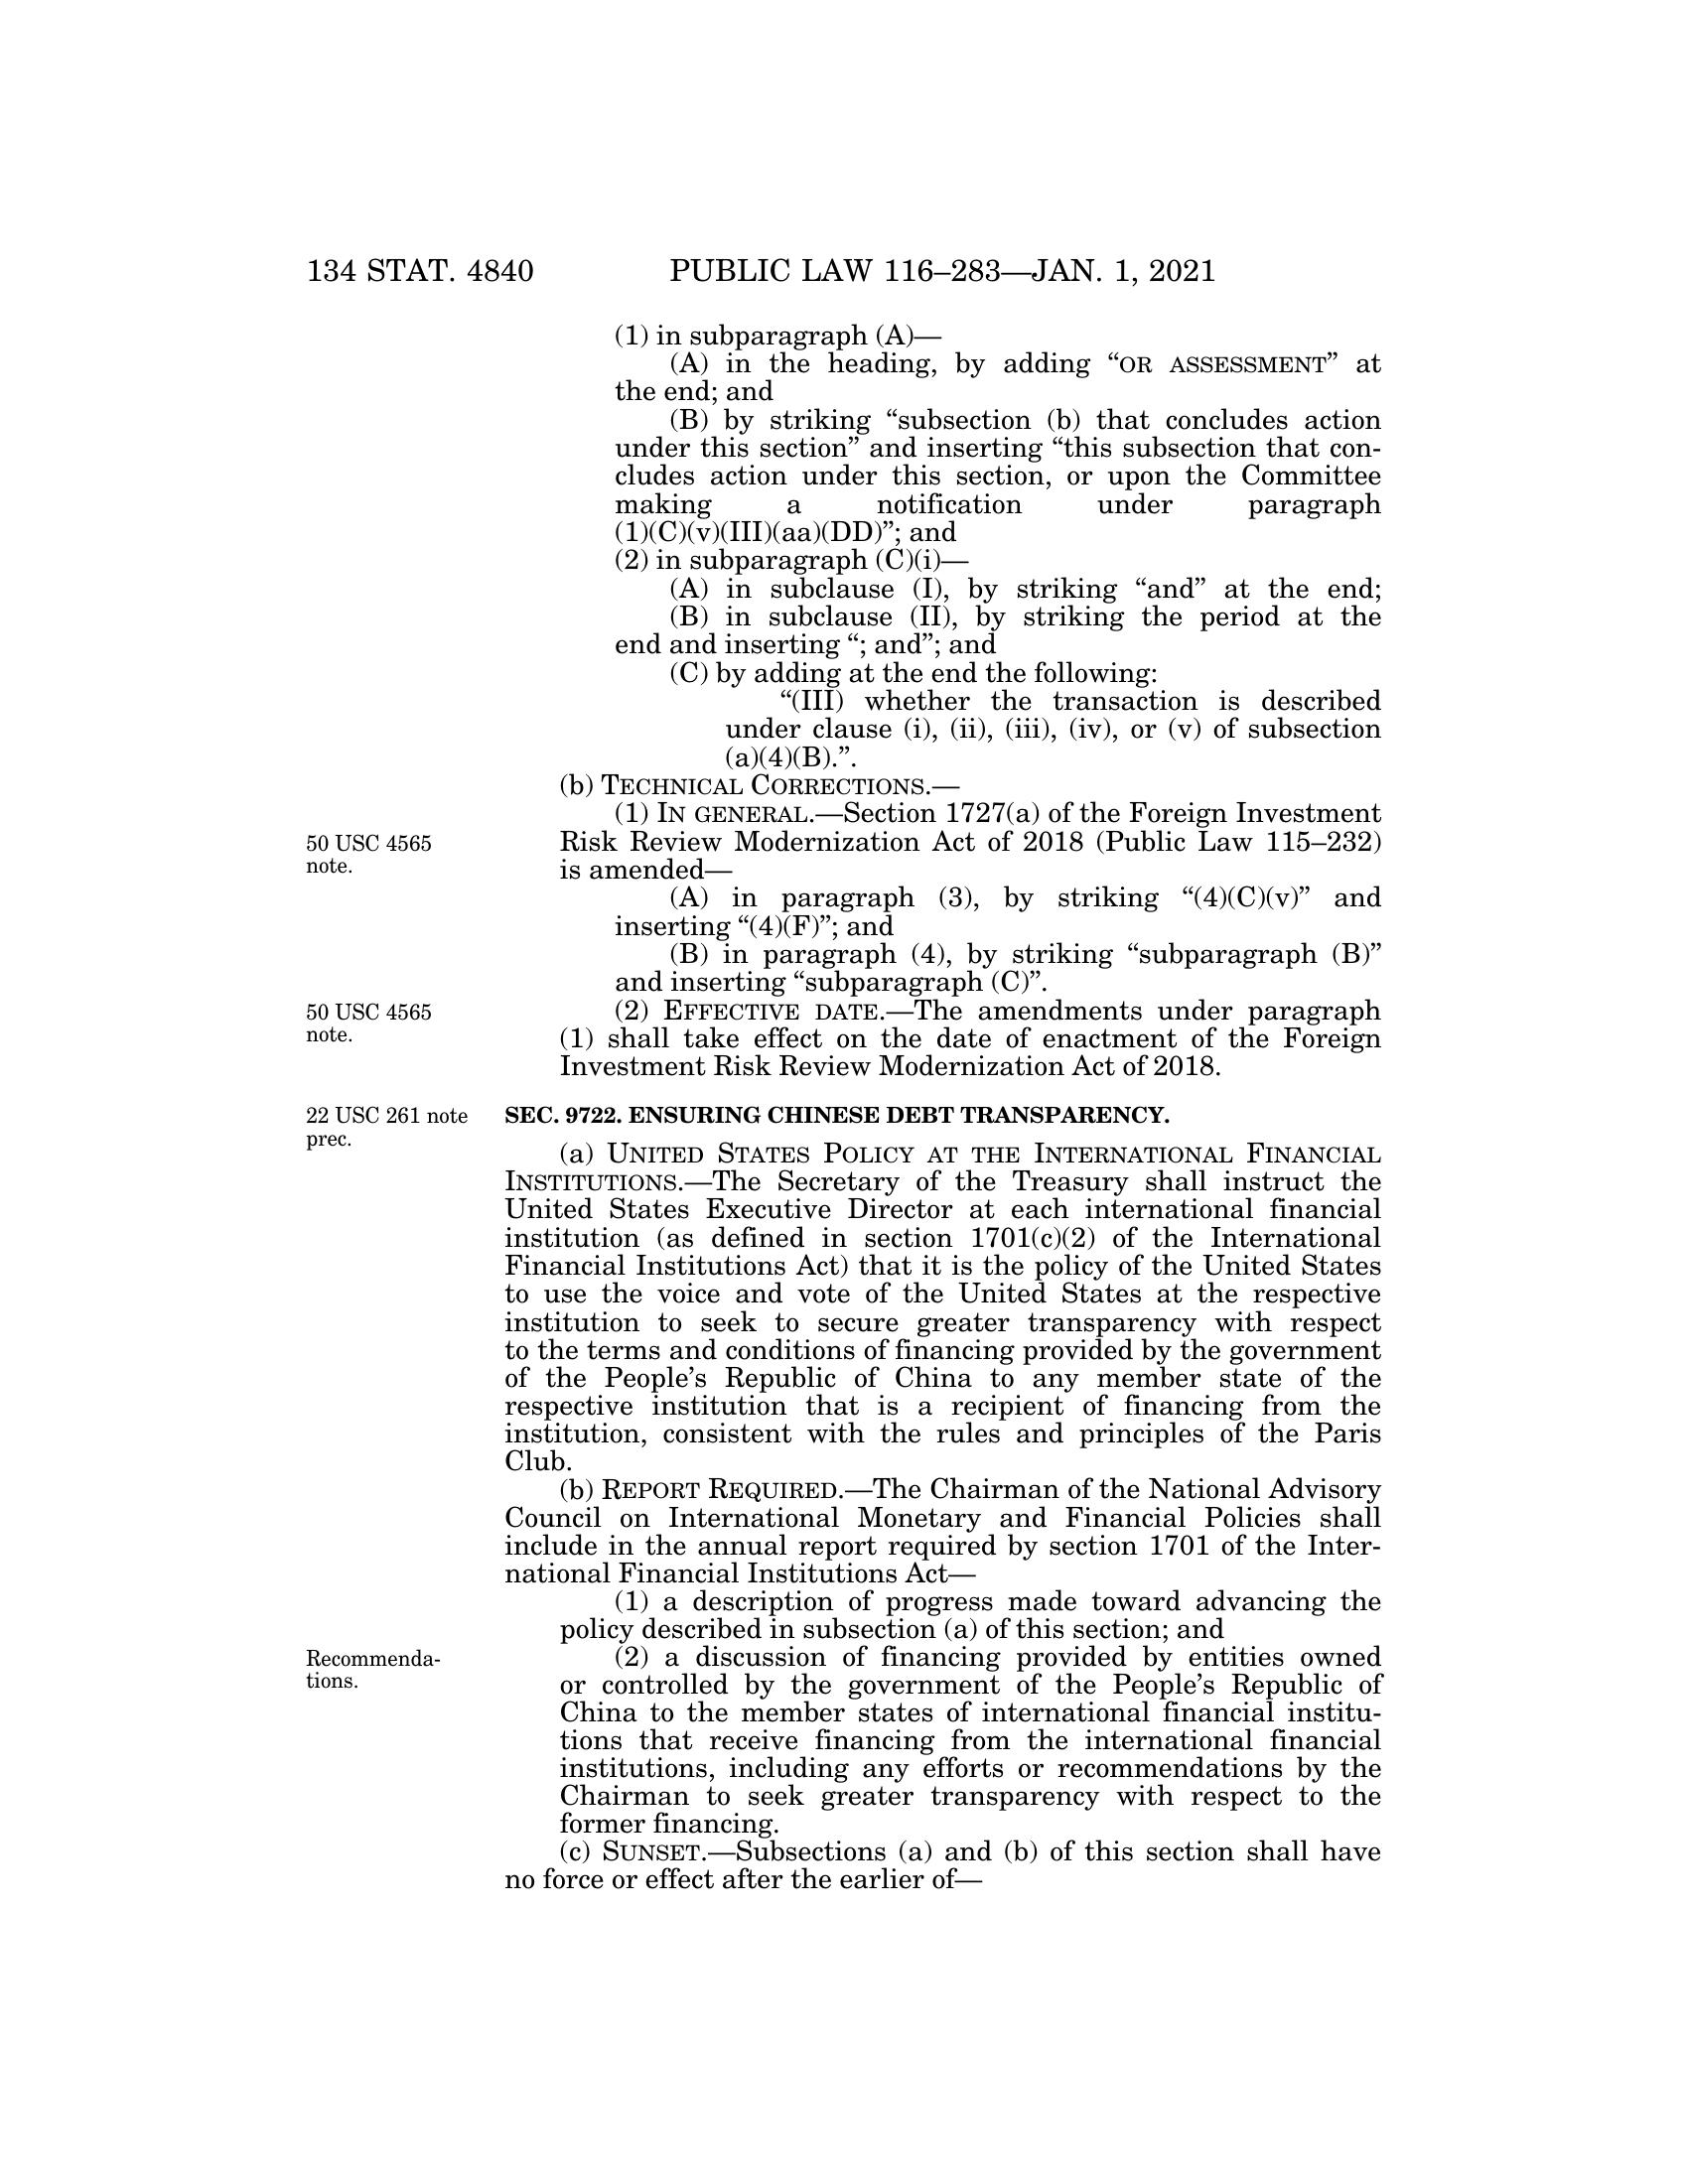 134 STAT. 4840 PUBLIC LAW 116–283—JAN. 1, 2021
(1) in subparagraph (A)—
(A) in the heading, by adding “OR ASSESSMENT” at
the end; and
(B) by striking “subsection (b) that concludes action
under this section” and inserting “this subsection that con-
cludes action under this section, or upon the Committee
making a notification under paragraph
(1)(C)(v)(III)(aa)(DD)”; and
(2) in subparagraph (C)(i)—
(A) in subclause (I), by striking “and” at the end;
(B) in subclause (II), by striking the period at the
end and inserting “; and”; and
(C) by adding at the end the following:
“(III) whether the transaction is described
under clause (i), (ii), (iii), (iv), or (v) of subsection
(a)(4)(B).”.
(b) TECHNICAL CORRECTIONS.—
(1) IN GENERAL.—Section 1727(a) of the Foreign Investment
Risk Review Modernization Act of 2018 (Public Law 115–232)
is amended—
(A) in paragraph (3), by striking “(4)(C)(v)” and
inserting “(4)(F)”; and
(B) in paragraph (4), by striking “subparagraph (B)”
and inserting “subparagraph (C)”.
(2) EFFECTIVE DATE.—The amendments under paragraph
(1) shall take effect on the date of enactment of the Foreign
Investment Risk Review Modernization Act of 2018.
50 USC 4565
note.
50 USC 4565
note.
22 USC 261 note
prec.
SEC. 9722. ENSURING CHINESE DEBT TRANSPARENCY.
(a) UNITED STATES POLICY AT THE INTERNATIONAL FINANCIAL
INSTITUTIONS.—The Secretary of the Treasury shall instruct the
United States Executive Director at each international financial
institution (as defined in section 1701(c)(2) of the International
Financial Institutions Act) that it is the policy of the United States
to use the voice and vote of the United States at the respective
institution to seek to secure greater transparency with respect
to the terms and conditions of financing provided by the government
of the People’s Republic of China to any member state of the
respective institution that is a recipient of financing from the
institution, consistent with the rules and principles of the Paris
Club.
(b) REPORT REQUIRED.—The Chairman of the National Advisory
Council on International Monetary and Financial Policies shall
include in the annual report required by section 1701 of the Inter-
national Financial Institutions Act—
(1) a description of progress made toward advancing the
policy described in subsection (a) of this section; and
(2) a discussion of financing provided by entities owned
or controlled by the government of the People’s Republic of
China to the member states of international financial institu-
tions that receive financing from the international financial
institutions, including any efforts or recommendations by the
Chairman to seek greater transparency with respect to the
former financing.
Recommenda-
tions.
(c) SUNSET.—Subsections (a) and (b) of this section shall have
no force or effect after the earlier of—